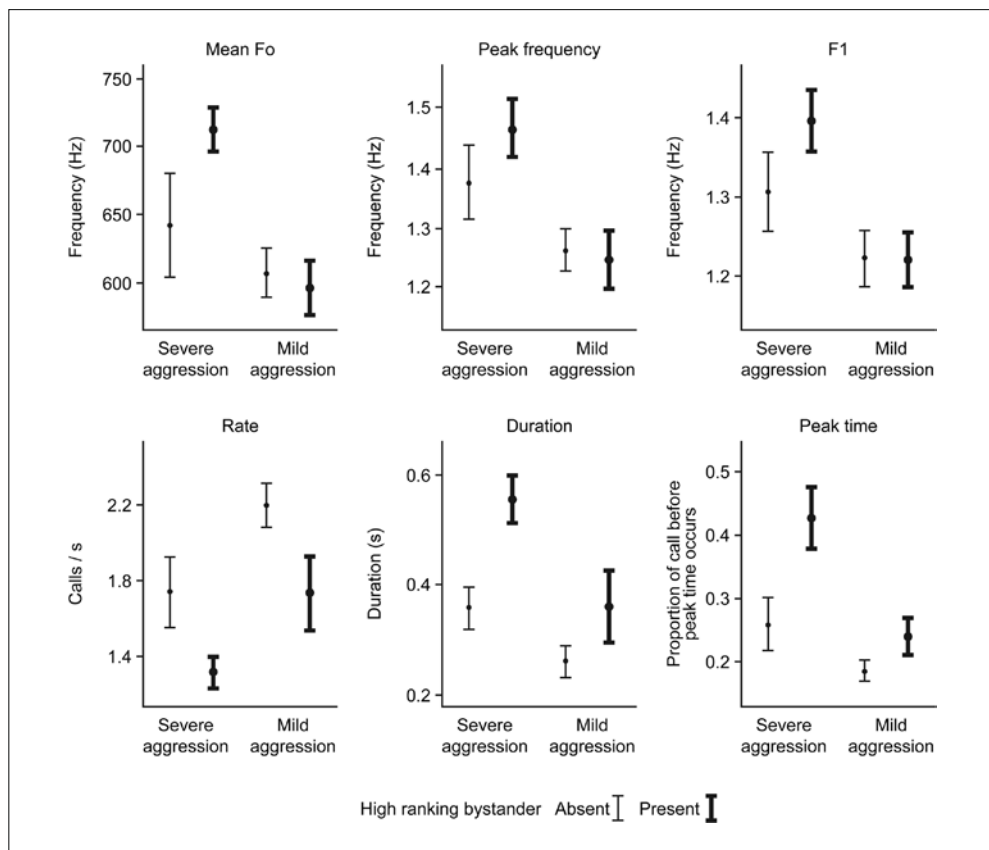 Mean Fo
Frequency (Hz)
750
700
650
600
Severe
aggression
Mild
aggression
Peak frequency
Frequency (Hz)
1.5
1.4
1.3
1.2
Severe
aggression
Mild
aggression
F1
Frequency (Hz)
1.4
1.3
1.2
Severe
aggression
Mild
aggression
Rate
Calls / s
2.2
1.8
1.4
Severe
aggression
Mild
aggression
Duration
Duration (s)
0.6
0.4
0.2
Severe
aggression
Mild
aggression
Peak time
Proportion of call before
peak time occurs
0.5
0.4
0.3
0.2
Severe
aggression
Mild
aggression
High ranking bystander Absent Present